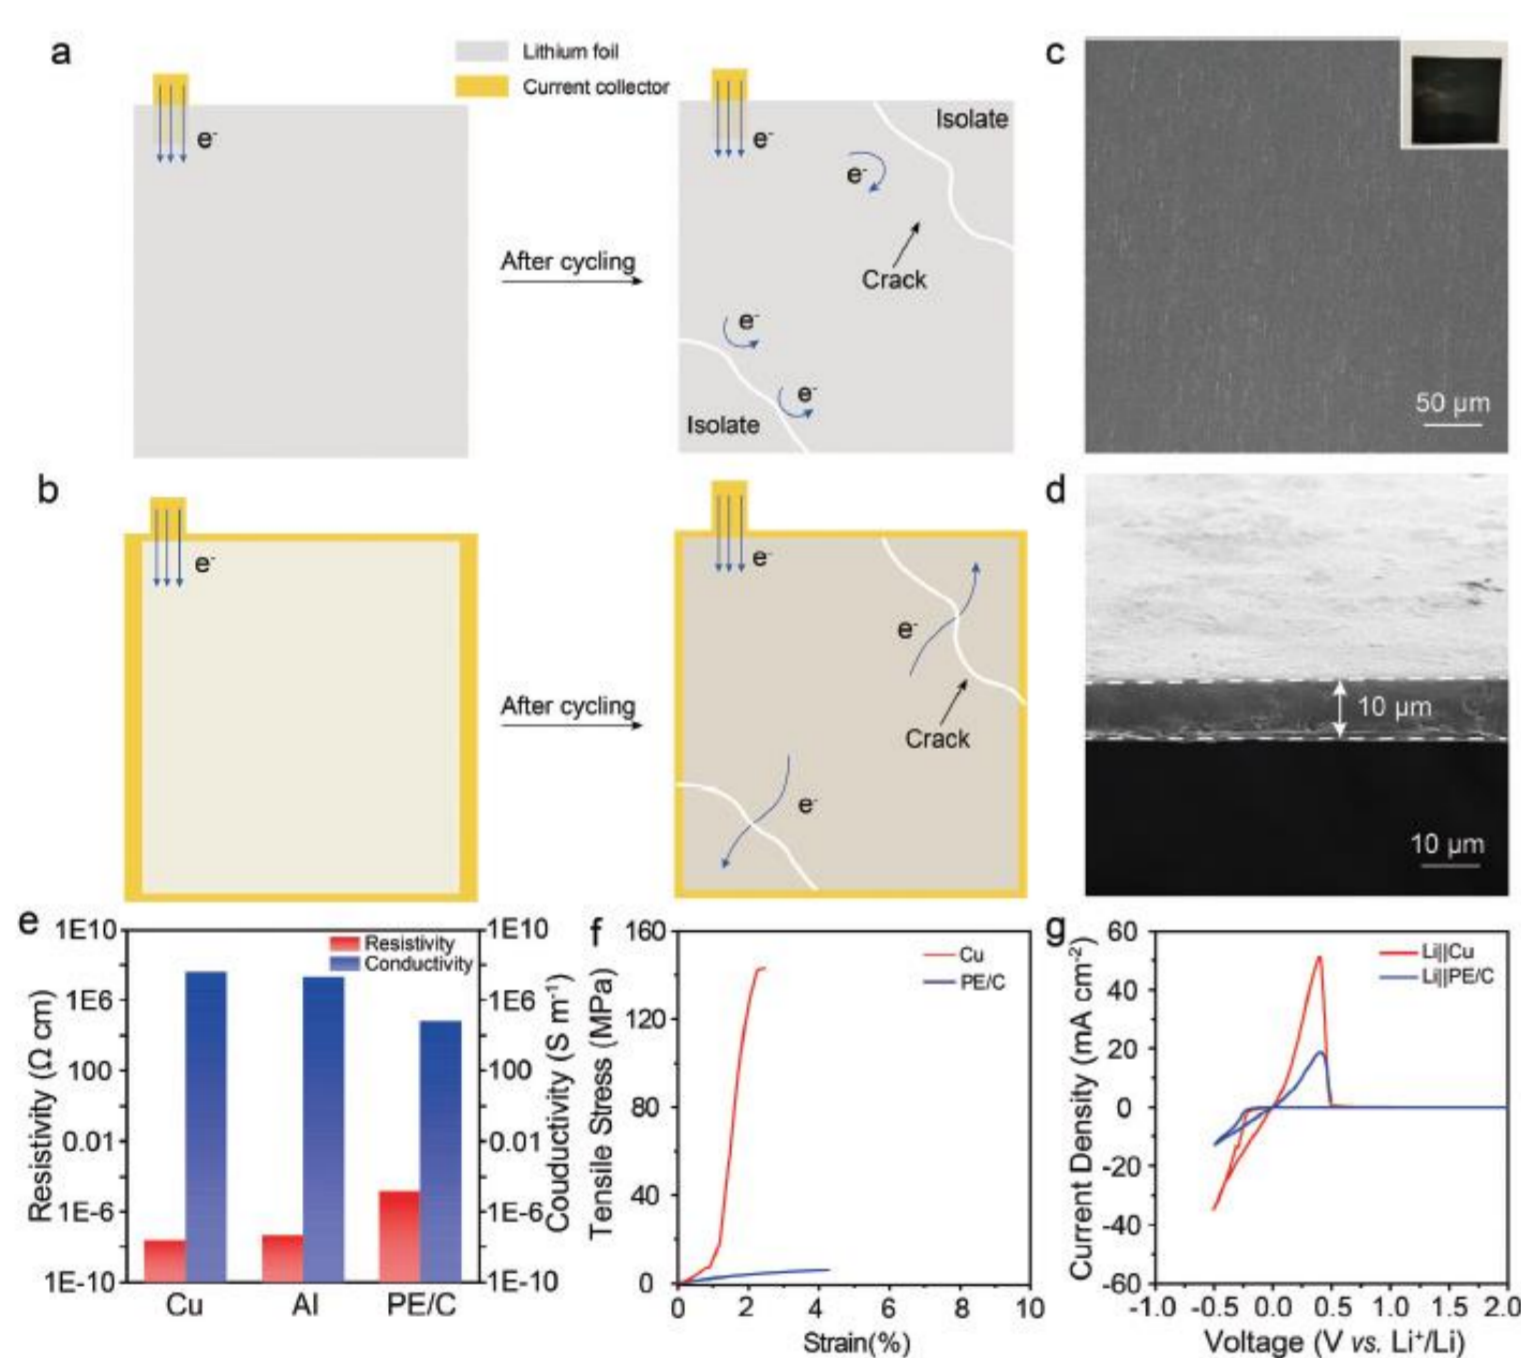 a
Lithium foil
Current collector
e-
e-
Isolate
e-
After cycling
Crack
e-
e-
Isolate
c
50 μm
b
e-
e-
e-
After cycling
Crack
e-
d
10 μm
10 μm
e
1E10
1E6
100
0.01
1E-6
1E-10
Resistivity (Ω cm)
Resistivity
Conductivity
1E10
1E6
100
0.01
1E-6
1E-10
Couductivity (S m⁻¹)
Cu Al PE/C
f
160
120
80
40
0
Tensile Stress (MPa)
Cu
PE/C
0 2 4 6 8 10
Strain(%)
g
60
40
20
0
-20
-40
-60
Current Density (mA cm⁻²)
Li||Cu
Li||PE/C
-1.0 -0.5 0.0 0.5 1.0 1.5 2.0
Voltage (V vs. Li⁺/Li)